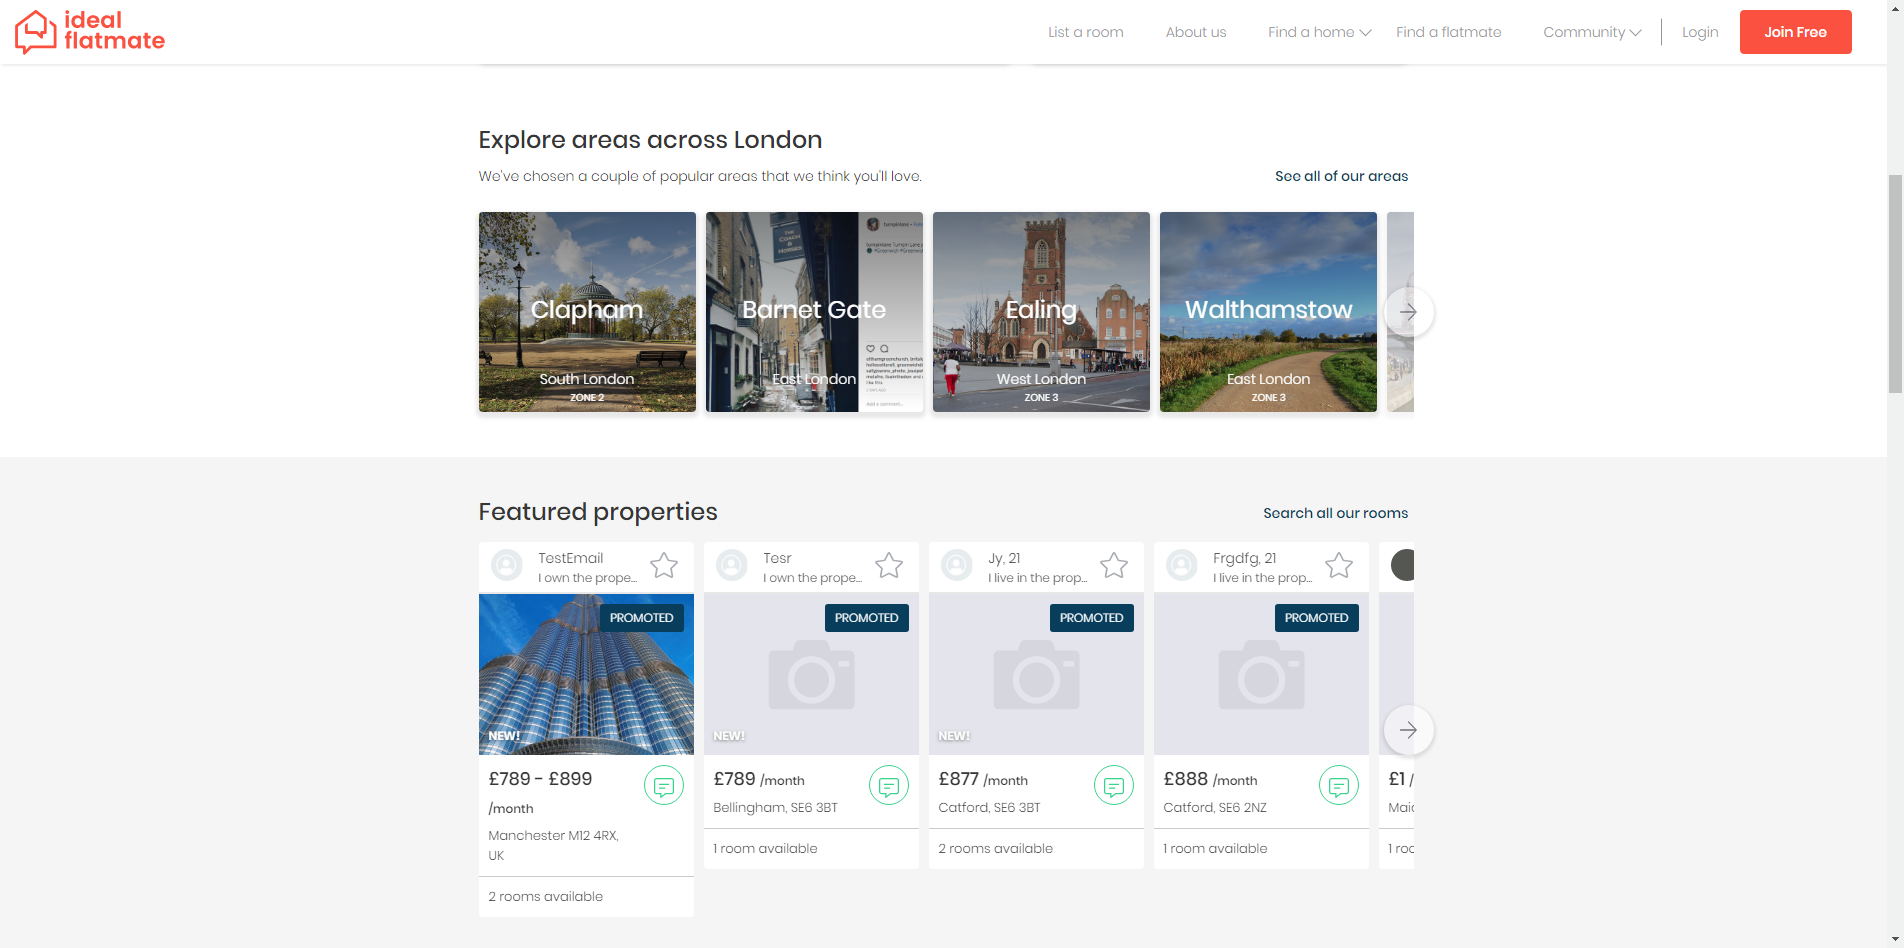 ideal
flatmate
List a room
About us
Find a home
Find a flatmate
Community
Login
Join Free
Explore areas across London
We've chosen a couple of popular areas that we think you'll love.
See all of our areas
Clapham
South London
ZONE 2
THE
COACH
&
HORSES
Barnet Gate
East London
Add a comment...
Ealing
West London
ZONE 3
Walthamstow
East London
ZONE 3
Featured properties
Search all our rooms
TestEmail
I own the prope...
PROMOTED
NEW!
£789 - £899
/month
Manchester M12 4RX,
UK
2 rooms available
Tesr
I own the prope...
PROMOTED
NEW!
£789 /month
Bellingham, SE6 3BT
1 room available
Jy, 21
I live in the prop...
PROMOTED
NEW!
£877 /month
Catford, SE6 3BT
2 rooms available
Frgdfg, 21
I live in the prop...
PROMOTED
£888 /month
Catford, SE6 2NZ
1 room available
£1 /
1 roo